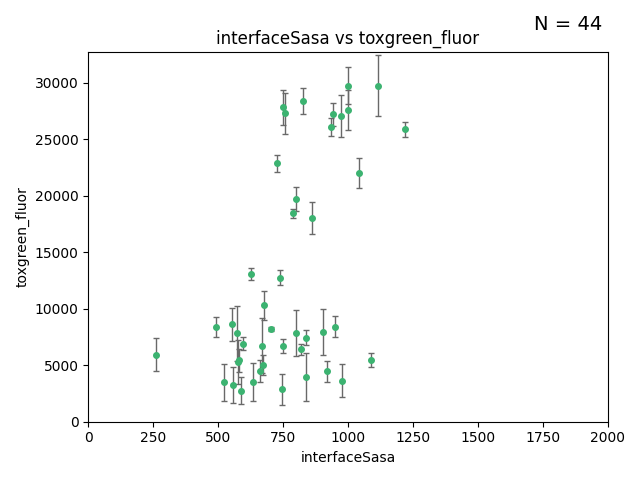 N = 44
interfaceSasa vs toxgreen_fluor
30000
25000
20000
15000
10000
5000
0
toxgreen_fluor
0 250 500 750 1000 1250 1500 1750 2000
interfaceSasa